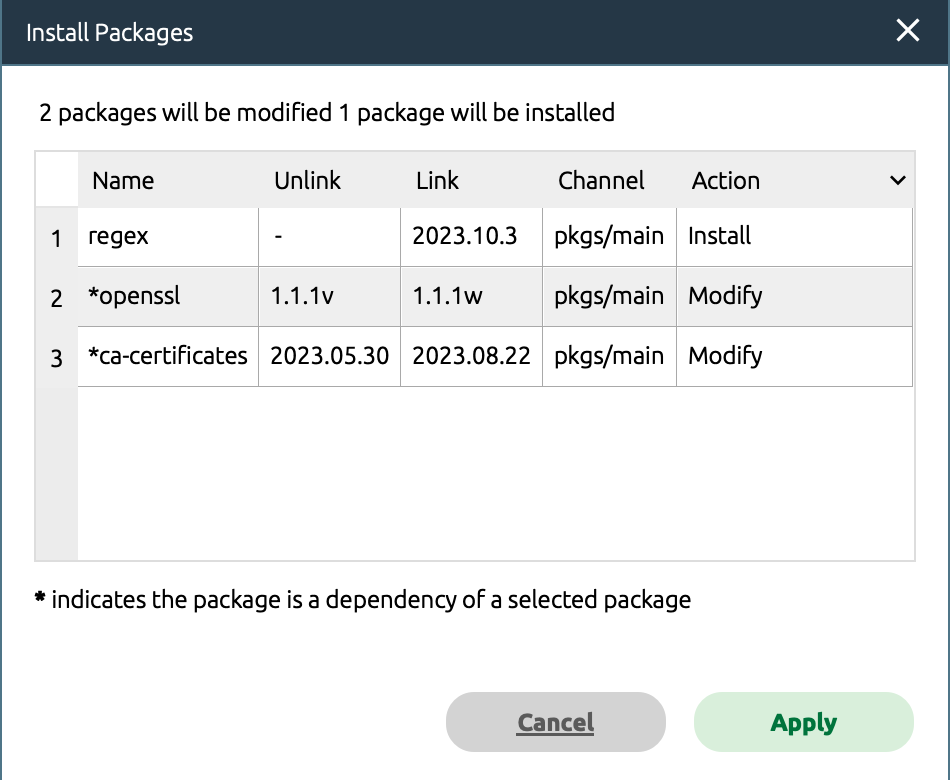 Install Packages
2 packages will be modified 1 package will be installed
Name Unlink Link Channel Action
1 regex - 2023.10.3 pkgs/main Install
2 *openssl 1.1.1v 1.1.1w pkgs/main Modify
3 *ca-certificates 2023.05.30 2023.08.22 pkgs/main Modify
* indicates the package is a dependency of a selected package
Cancel Apply